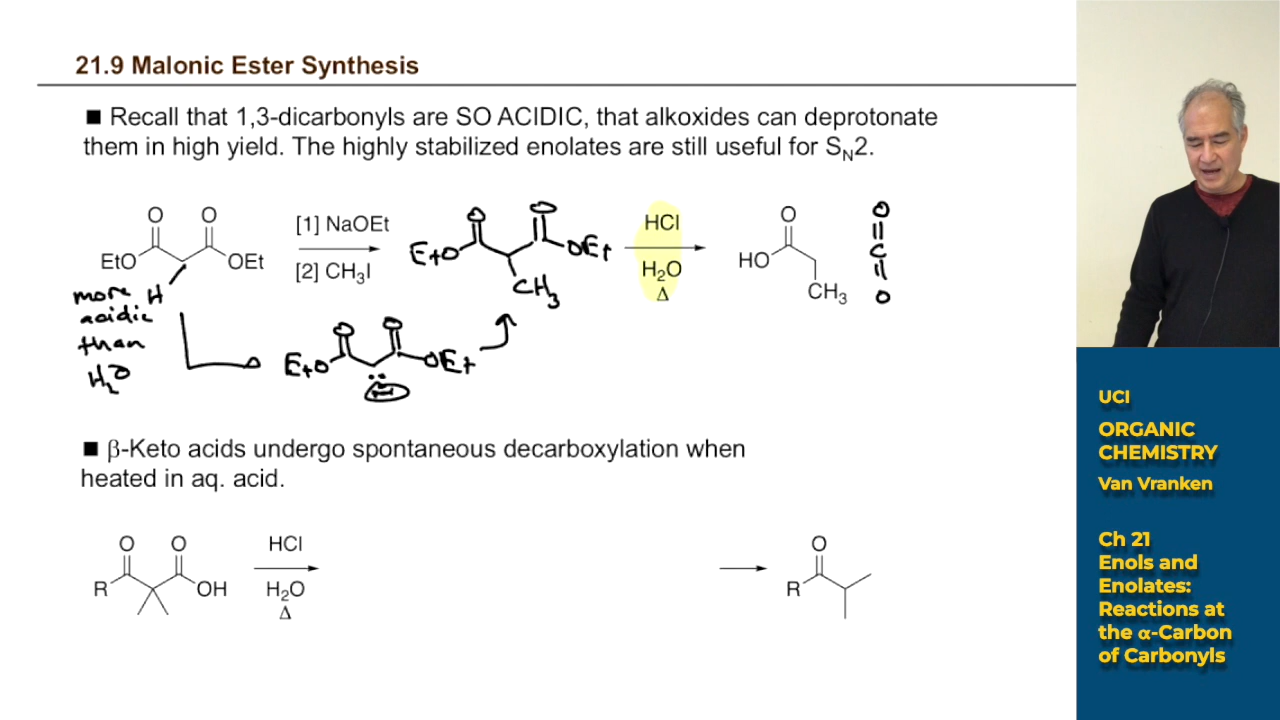 21.9 Malonic Ester Synthesis
■ Recall that 1,3-dicarbonyls are SO ACIDIC, that alkoxides can deprotonate
them in high yield. The highly stabilized enolates are still useful for SN2.
O O
EtO OEt
[1] NaOEt
[2] CH3I
O O
EtO OEt
CH3
HCl
H2O
Δ
O
HO
CH3
O
=
C
=
O
more H
acidic
than
H2O
O O
EtO OEt
⊖
■ β-Keto acids undergo spontaneous decarboxylation when
heated in aq. acid.
O O
R OH
HCl
H2O
Δ
O
R
UCI
ORGANIC
CHEMISTRY
Van Vranken
Ch 21
Enols and
Enolates:
Reactions at
the α-Carbon
of Carbonyls